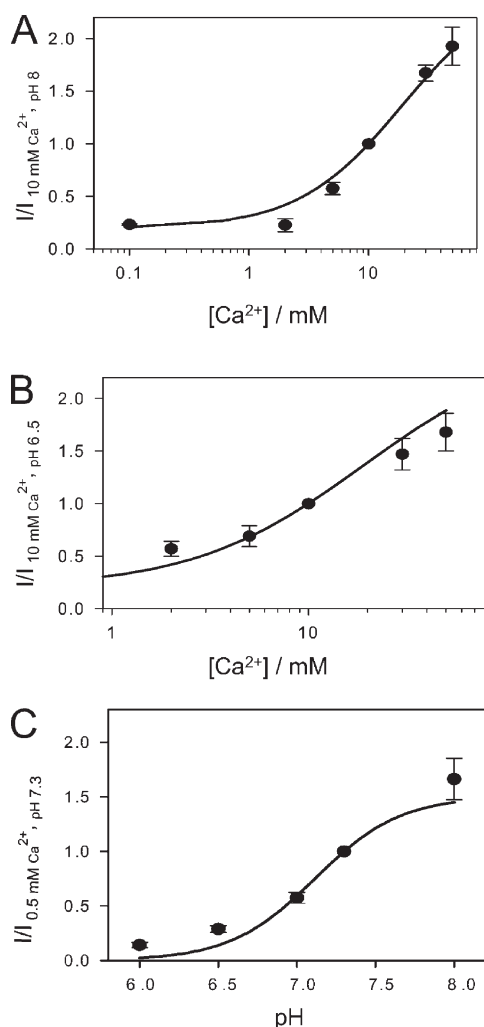 A
I/I 10 mM Ca²⁺, pH 8
2.0
1.5
1.0
0.5
0.0
0.1 1 10
[Ca²⁺] / mM
B
I/I 10 mM Ca²⁺, pH 6.5
2.0
1.5
1.0
0.5
0.0
1 10
[Ca²⁺] / mM
C
I/I 0.5 mM Ca²⁺, pH 7.3
2.0
1.5
1.0
0.5
0.0
6.0 6.5 7.0 7.5 8.0
pH